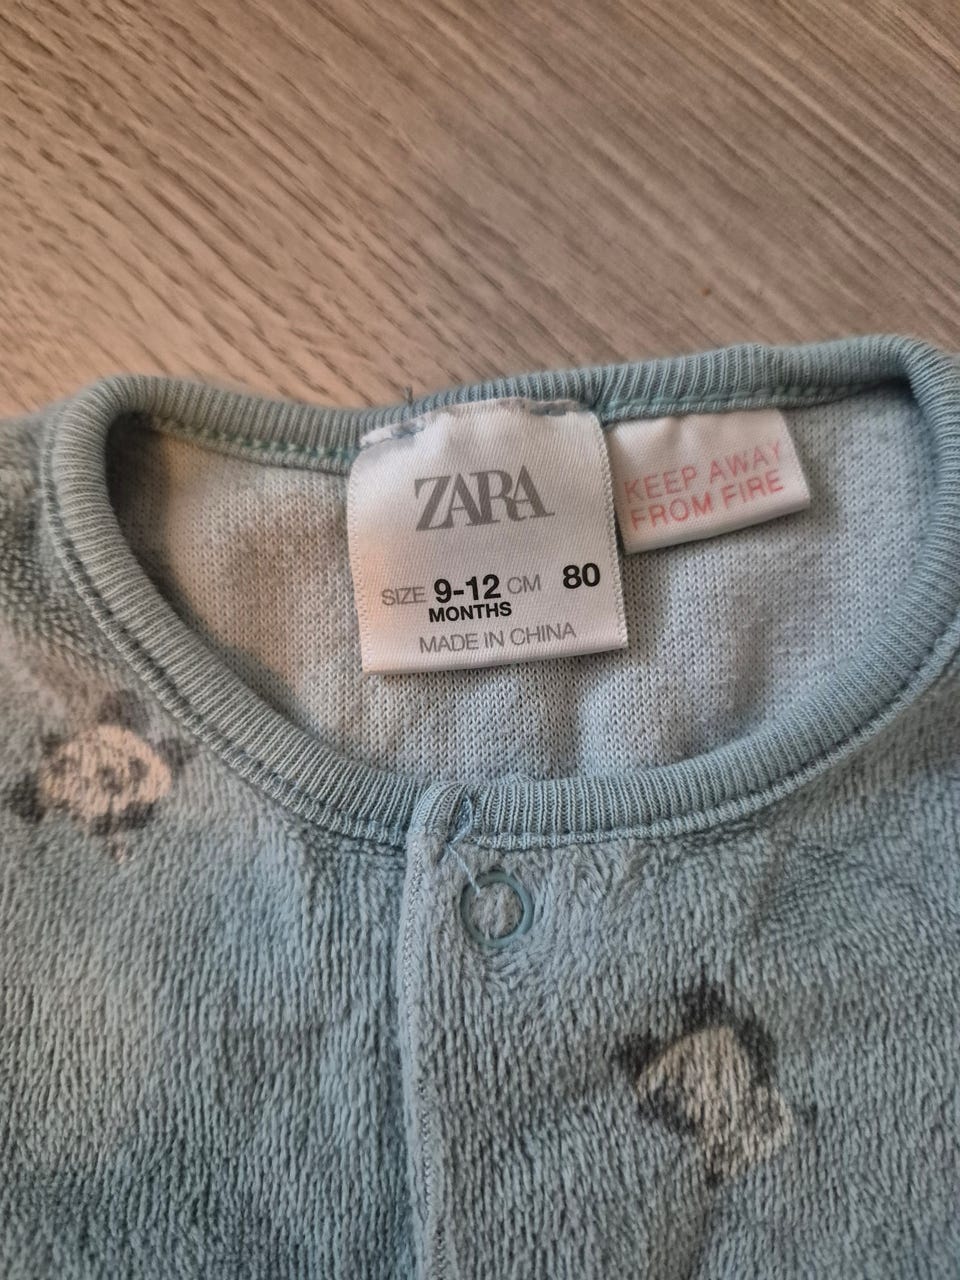 ZARA
SIZE 9-12 CM 80
MONTHS
MADE IN CHINA
KEEP AWAY
FROM FIRE